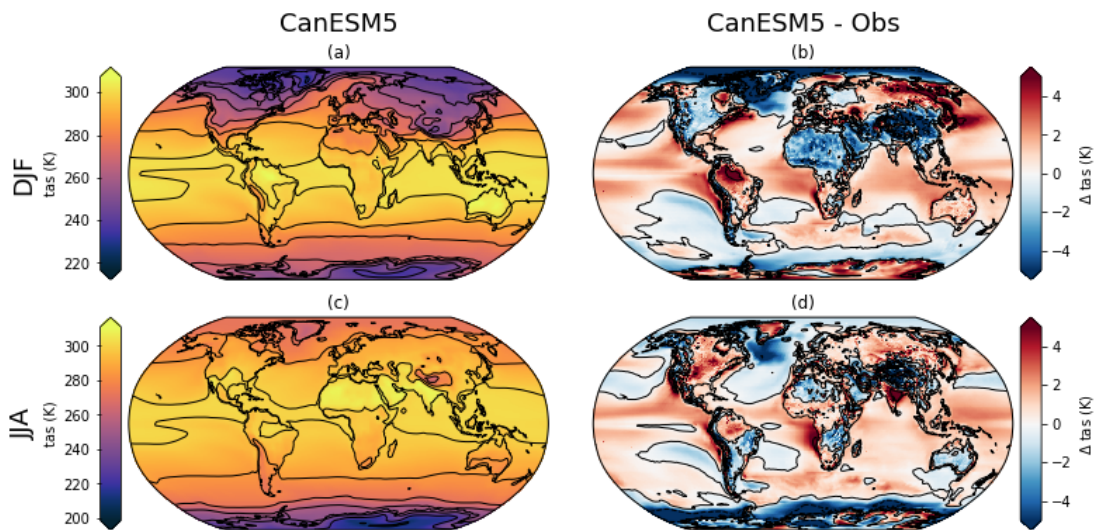 CanESM5
CanESM5 - Obs
(a)
(b)
DJF
tas (K)
300
280
260
240
220
4
2
0
−2
−4
Δ tas (K)
(c)
(d)
JJA
tas (K)
300
280
260
240
220
200
4
2
0
−2
−4
Δ tas (K)